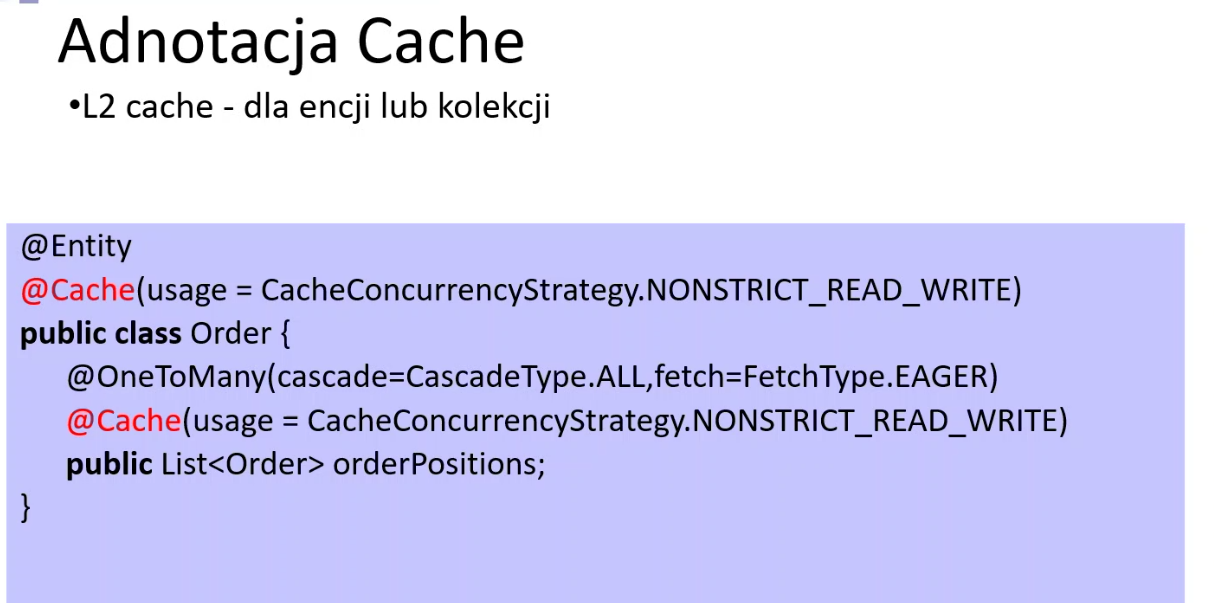 Adnotacja Cache
•L2 cache - dla encji lub kolekcji
@Entity
@Cache(usage = CacheConcurrencyStrategy.NONSTRICT_READ_WRITE)
public class Order {
@OneToMany(cascade=CascadeType.ALL,fetch=FetchType.EAGER)
@Cache(usage = CacheConcurrencyStrategy.NONSTRICT_READ_WRITE)
public List<Order> orderPositions;
}